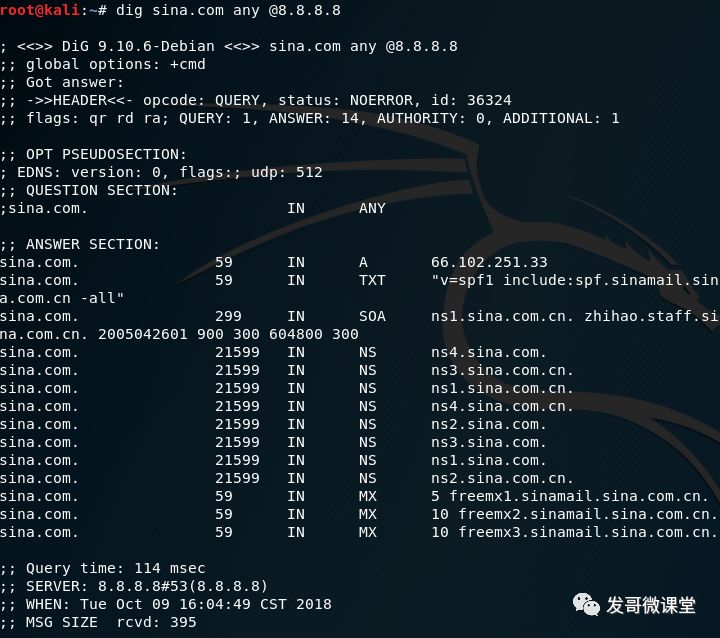 root@kali:~# dig sina.com any @8.8.8.8
; <<>> DiG 9.10.6-Debian <<>> sina.com any @8.8.8.8
;; global options: +cmd
;; Got answer:
;; ->>HEADER<<- opcode: QUERY, status: NOERROR, id: 36324
;; flags: qr rd ra; QUERY: 1, ANSWER: 14, AUTHORITY: 0, ADDITIONAL: 1
;; OPT PSEUDOSECTION:
; EDNS: version: 0, flags:; udp: 512
;; QUESTION SECTION:
;sina.com. IN ANY
;; ANSWER SECTION:
sina.com. 59 IN A 66.102.251.33
sina.com. 59 IN TXT "v=spf1 include:spf.sinamail.sin
a.com.cn -all"
sina.com. 299 IN SOA ns1.sina.com.cn. zhihao.staff.si
na.com.cn. 2005042601 900 300 604800 300
sina.com. 21599 IN NS ns4.sina.com.
sina.com. 21599 IN NS ns3.sina.com.cn.
sina.com. 21599 IN NS ns1.sina.com.cn.
sina.com. 21599 IN NS ns4.sina.com.cn.
sina.com. 21599 IN NS ns2.sina.com.
sina.com. 21599 IN NS ns3.sina.com.
sina.com. 21599 IN NS ns1.sina.com.
sina.com. 21599 IN NS ns2.sina.com.cn.
sina.com. 59 IN MX 5 freemx1.sinamail.sina.com.cn.
sina.com. 59 IN MX 10 freemx2.sinamail.sina.com.cn.
sina.com. 59 IN MX 10 freemx3.sinamail.sina.com.cn.
;; Query time: 114 msec
;; SERVER: 8.8.8.8#53(8.8.8.8)
;; WHEN: Tue Oct 09 16:04:49 CST 2018
;; MSG SIZE rcvd: 395
发哥微课堂